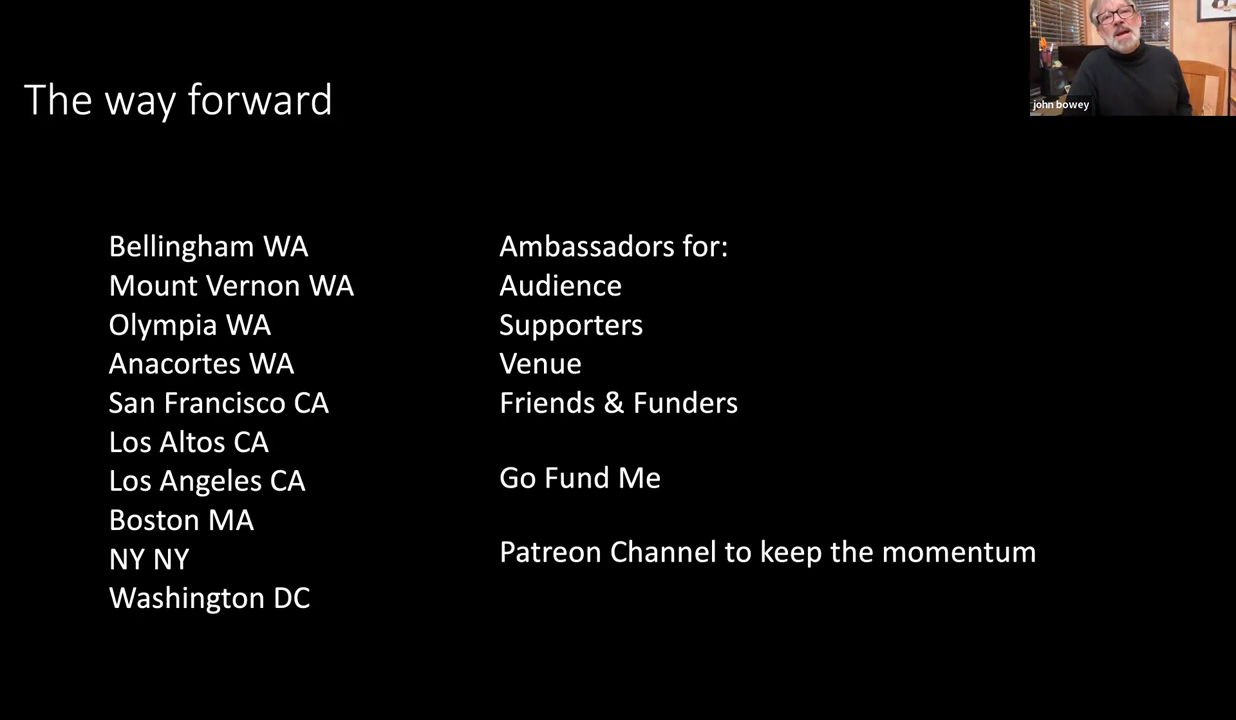 john bowey
The way forward
Bellingham WA
Mount Vernon WA
Olympia WA
Anacortes WA
San Francisco CA
Los Altos CA
Los Angeles CA
Boston MA
NY NY
Washington DC
Ambassadors for:
Audience
Supporters
Venue
Friends & Funders
Go Fund Me
Patreon Channel to keep the momentum